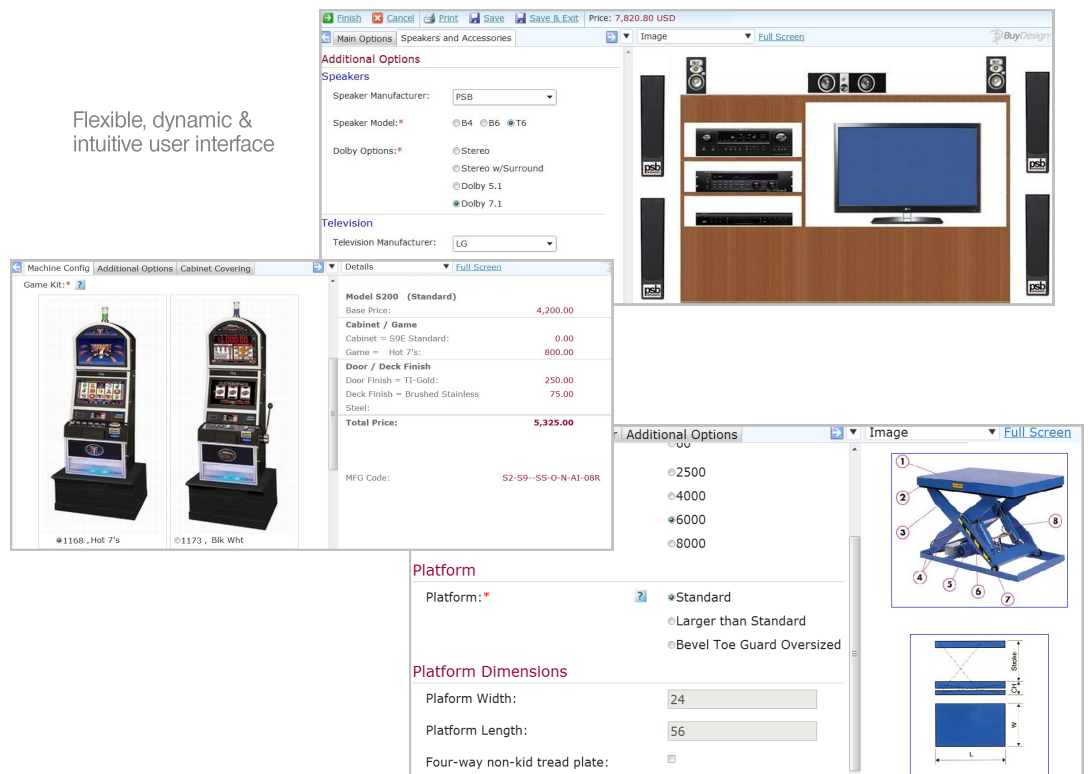 Flexible, dynamic &
intuitive user interface
Finish Cancel Print Save Save & Exit Price: 7,820.80 USD
Main Options Speakers and Accessories
Image Full Screen BuyDesign
Additional Options
Speakers
Speaker Manufacturer: PSB
Speaker Model:* B4 B6 T6
Dolby Options:* Stereo
Stereo w/Surround
Dolby 5.1
Dolby 7.1
Television
Television Manufacturer: LG
psb
psb
psb
psb
Machine Config Additional Options Cabinet Covering
Details Full Screen
Game Kit:* ?
1168 , Hot 7's
1173 , Blk Wht
Model S200 (Standard)
Base Price: 4,200.00
Cabinet / Game
Cabinet = S9E Standard: 0.00
Game = Hot 7's: 800.00
Door / Deck Finish
Door Finish = TI-Gold: 250.00
Deck Finish = Brushed Stainless 75.00
Steel:
Total Price: 5,325.00
MFG Code: S2-S9--SS-O-N-AI-08R
Additional Options
Image Full Screen
2500
4000
6000
8000
Platform
Platform:* ? Standard
Larger than Standard
Bevel Toe Guard Oversized
Platform Dimensions
Plaform Width: 24
Platform Length: 56
Four-way non-kid tread plate:
1
2
3
4
5
6
7
8
Stroke
CH
W
L